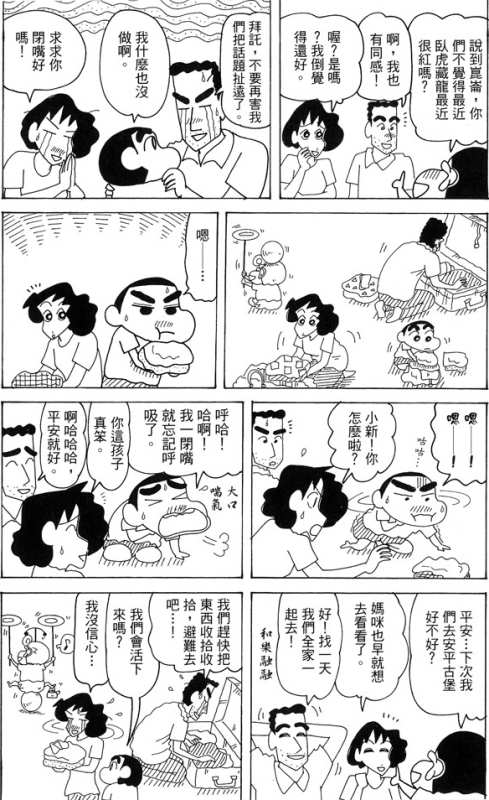 說到崑崙，你
們不覺得最近
臥虎藏龍最近
很紅嗎？
啊，我也
有同感！
喔？是嗎
？我倒覺
得還好。
拜託，不要再害我
們把話題扯遠了。
我什麼也沒
做啊。
求求你
閉嘴好
嗎！
嗯………
嗯…！
嗯…！
咕咕…
小新！你
怎麼啦？
呼哈！
哈啊！
我一閉嘴
就忘記呼
吸了。
大口
喘氣
你這孩子
真笨。
啊哈哈哈，
平安就好。
平安…下次我
們去安平古堡
好不好？
媽咪也早就想
去看看了。
好！找一天
我們全家一
起去！
和樂融融
我們趕快把
東西收拾收
拾，避難去
吧…！
我們會活下
來嗎？
我沒信心…